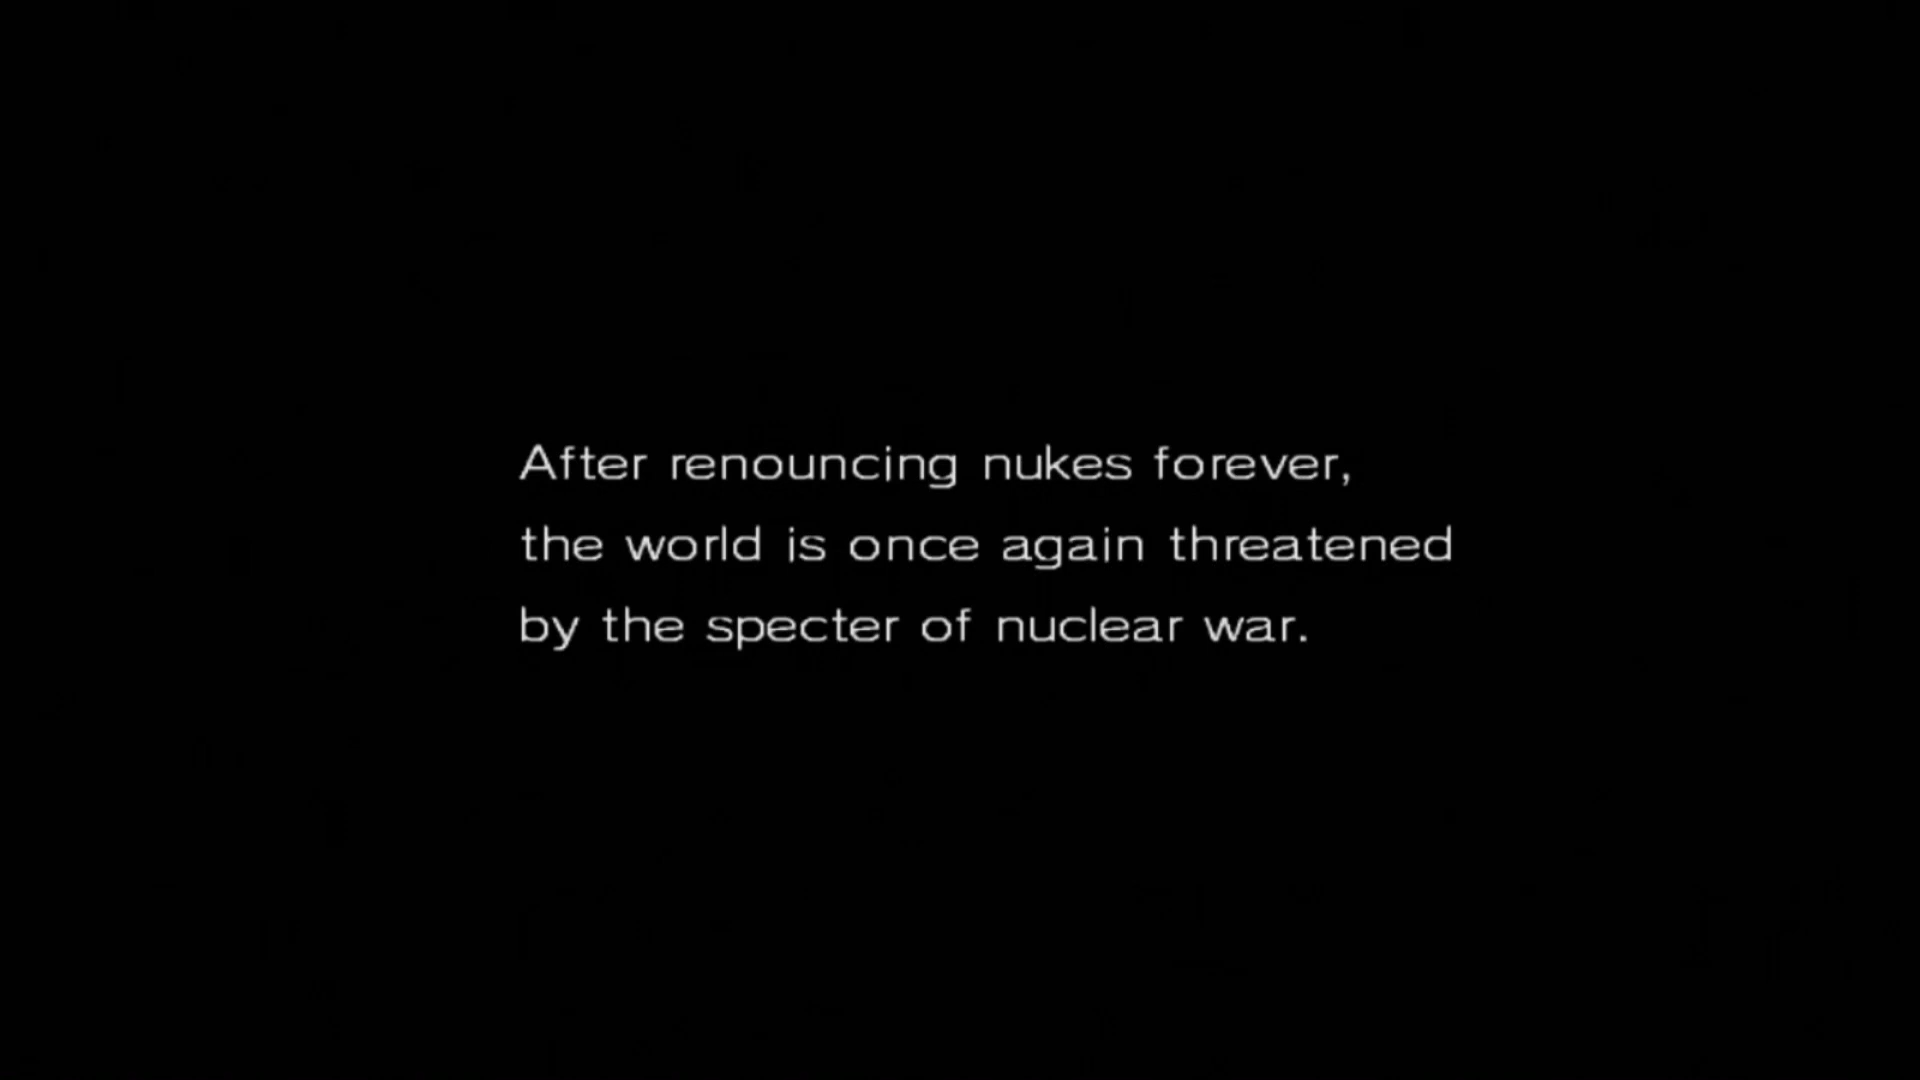 After renouncing nukes forever,
the world is once again threatened
by the specter of nuclear war.